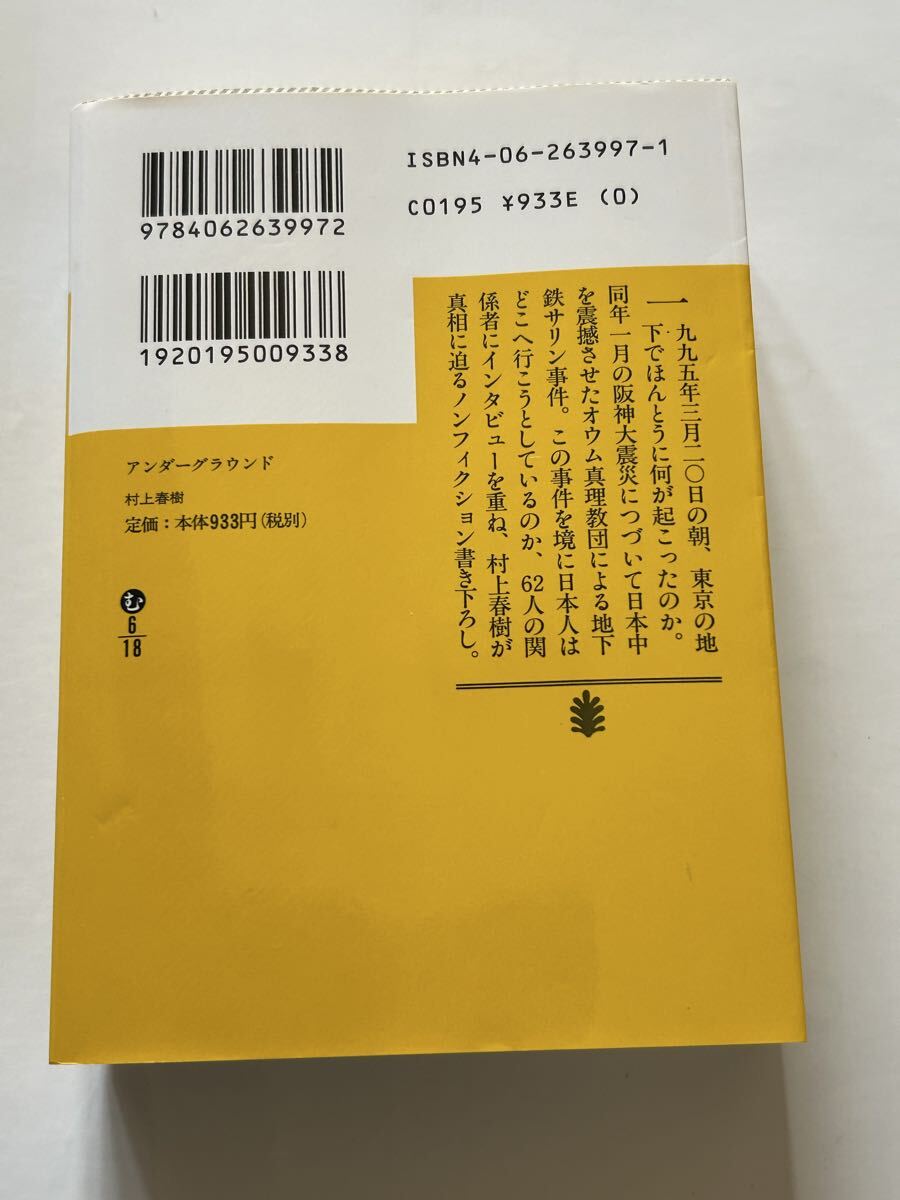 ISBN4-06-263997-1
C0195 ¥933E (0)
9784062639972
1920195009338
一九九五年三月二〇日の朝、東京の地
下でほんとうに何が起こったのか。
同年一月の阪神大震災につづいて日本中
を震撼させたオウム真理教団による地下
鉄サリン事件。この事件を境に日本人は
どこへ行こうとしているのか、62人の関
係者にインタビューを重ね、村上春樹が
真相に迫るノンフィクション書き下ろし。
アンダーグラウンド
村上春樹
定価：本体933円（税別）
む
6
18